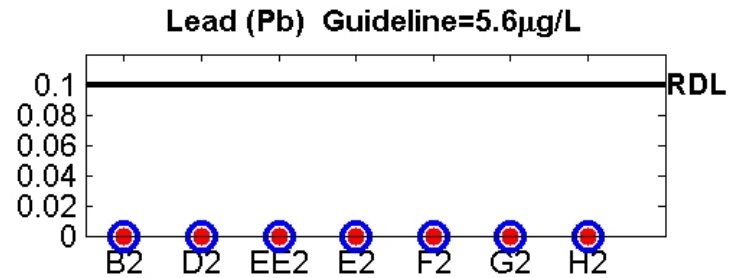 Lead (Pb) Guideline=5.6μg/L
0.1
RDL
0.08
0.06
0.04
0.02
0
B2 D2 EE2 E2 F2 G2 H2